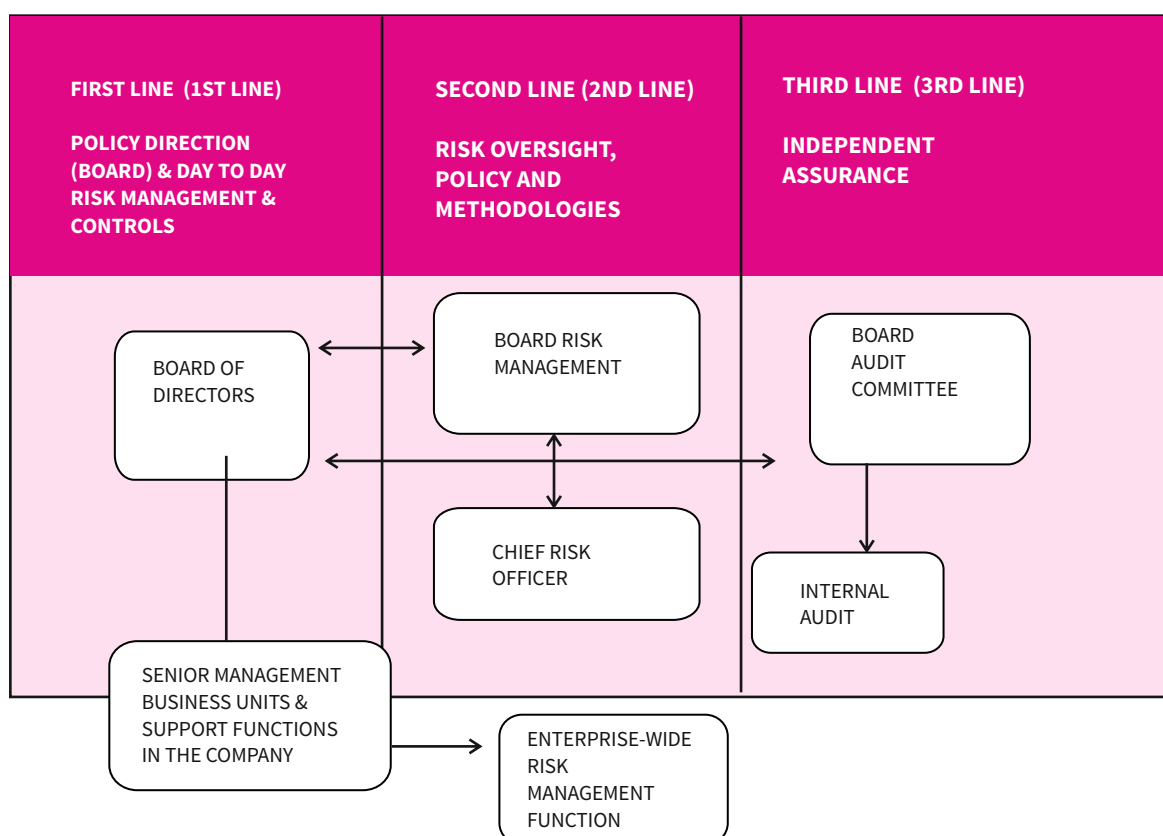 FIRST LINE (1ST LINE)
POLICY DIRECTION
(BOARD) & DAY TO DAY
RISK MANAGEMENT &
CONTROLS
SECOND LINE (2ND LINE)
RISK OVERSIGHT,
POLICY AND
METHODOLOGIES
THIRD LINE (3RD LINE)
INDEPENDENT
ASSURANCE
BOARD OF
DIRECTORS
BOARD RISK
MANAGEMENT
BOARD
AUDIT
COMMITTEE
CHIEF RISK
OFFICER
INTERNAL
AUDIT
SENIOR MANAGEMENT
BUSINESS UNITS &
SUPPORT FUNCTIONS
IN THE COMPANY
ENTERPRISE-WIDE
RISK
MANAGEMENT
FUNCTION